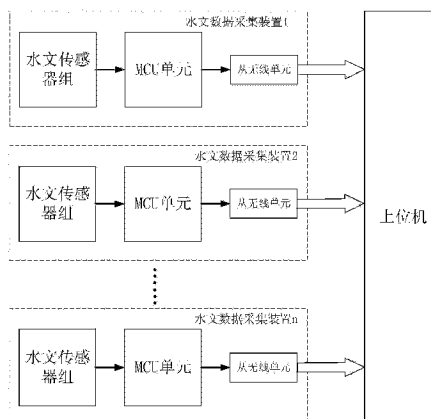 水文数据采集装置1
水文传感
器组
MCU单元
从无线单元
水文数据采集装置2
水文传感
器组
MCU单元
从无线单元
上位机
水文数据采集装置n
水文传感
器组
MCU单元
从无线单元